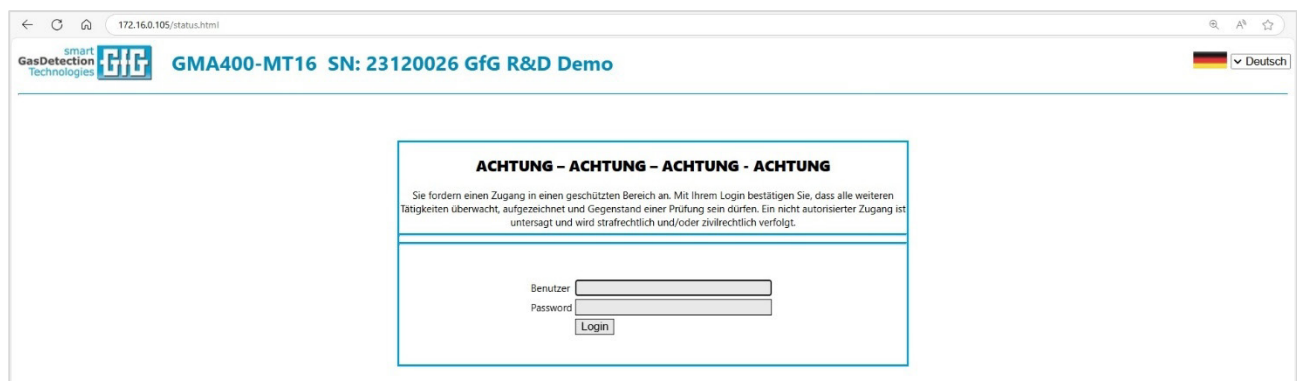 172.16.0.105/status.html
smart
GasDetection
Technologies
GfG
GMA400-MT16 SN: 23120026 GfG R&D Demo
Deutsch
ACHTUNG – ACHTUNG – ACHTUNG - ACHTUNG
Sie fordern einen Zugang in einen geschützten Bereich an. Mit Ihrem Login bestätigen Sie, dass alle weiteren
Tätigkeiten überwacht, aufgezeichnet und Gegenstand einer Prüfung sein dürfen. Ein nicht autorisierter Zugang ist
untersagt und wird strafrechtlich und/oder zivilrechtlich verfolgt.
Benutzer
Password
Login